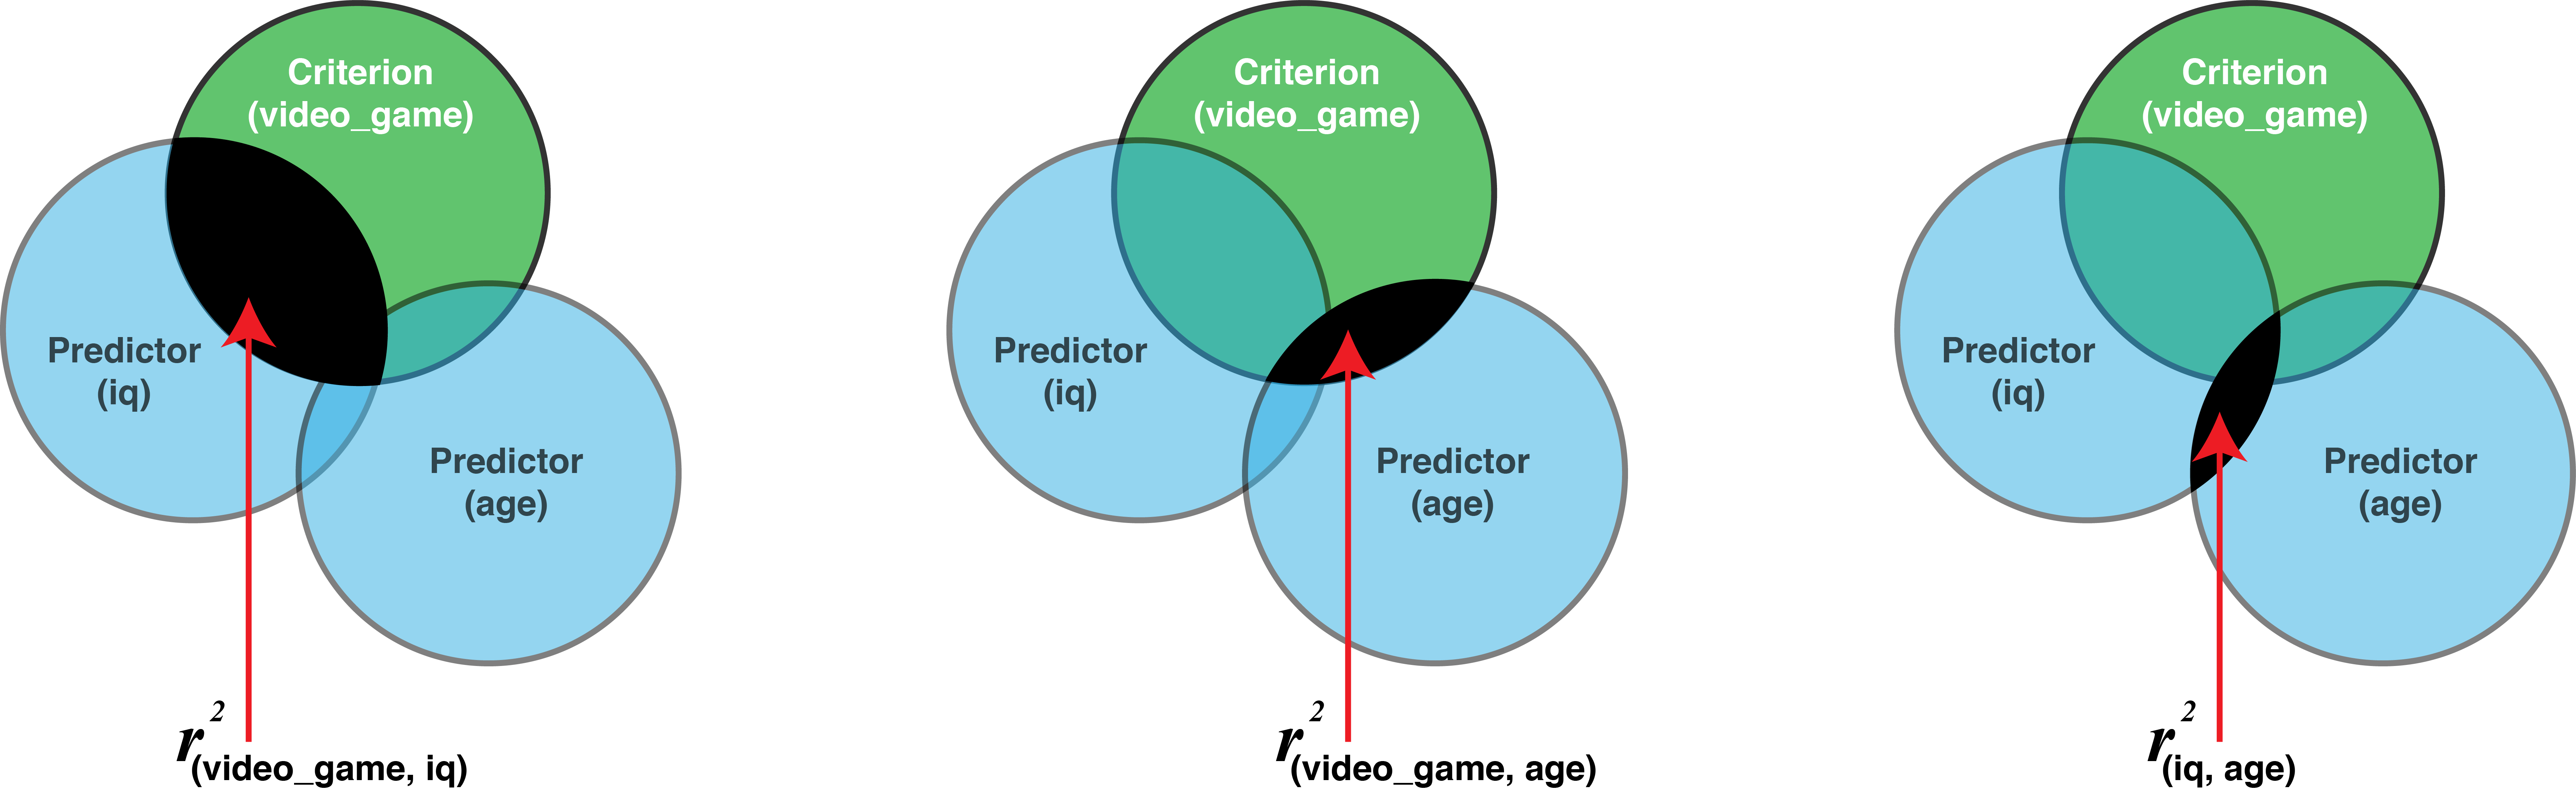 Criterion
(video_game)
Predictor
(iq)
Predictor
(age)
r²
(video_game, iq)
Criterion
(video_game)
Predictor
(iq)
Predictor
(age)
r²
(video_game, age)
Criterion
(video_game)
Predictor
(iq)
Predictor
(age)
r²
(iq, age)